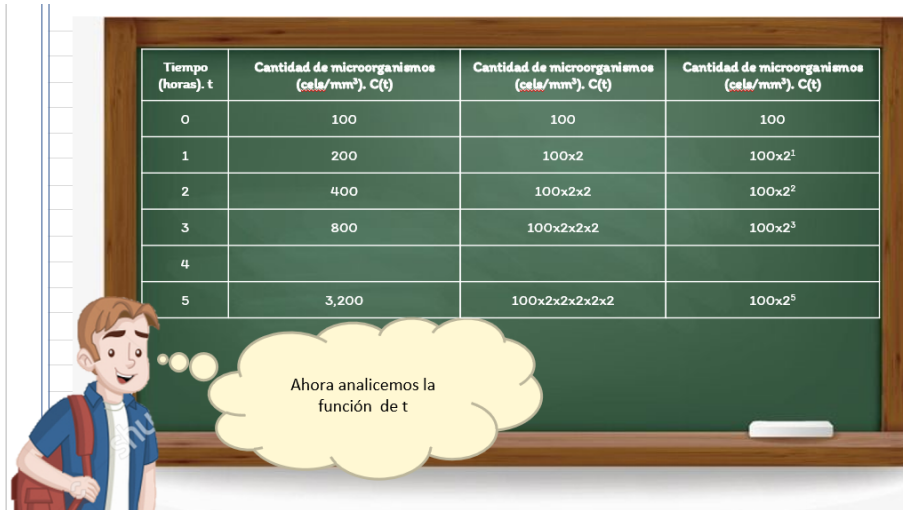 Tiempo (horas). t
Cantidad de microorganismos (cels/mm³). C(t)
Cantidad de microorganismos (cels/mm³). C(t)
Cantidad de microorganismos (cels/mm³). C(t)
0 100 100 100
1 200 100x2 100x2¹
2 400 100x2x2 100x2²
3 800 100x2x2x2 100x2³
4
5 3,200 100x2x2x2x2x2 100x2⁵
Ahora analicemos la
función de t
shu